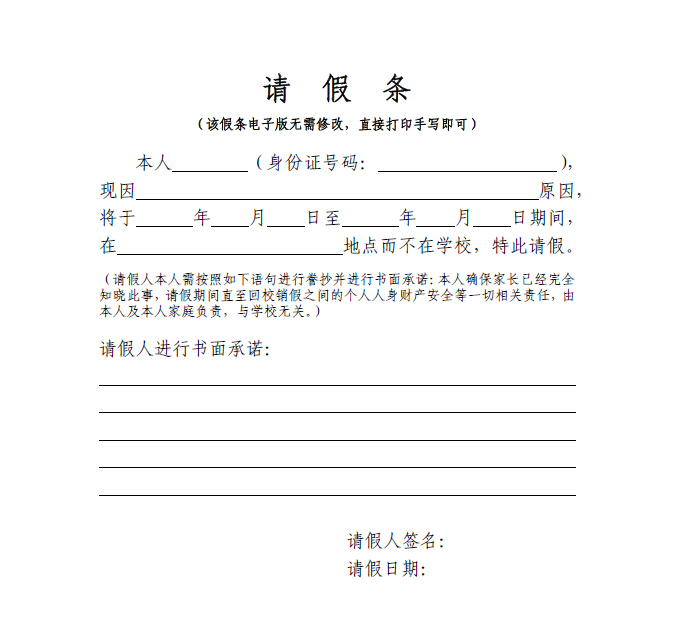 请 假 条
（该假条电子版无需修改，直接打印手写即可）
本人________（身份证号码：____________________），
现因____________________________________________原因，
将于______年____月____日至______年____月____日期间，
在________________________地点而不在学校，特此请假。
（请假人本人需按照如下语句进行誊抄并进行书面承诺：本人确保家长已经完全
知晓此事，请假期间直至回校销假之间的个人人身财产安全等一切相关责任，由
本人及本人家庭负责，与学校无关。）
请假人进行书面承诺：
请假人签名：
请假日期：